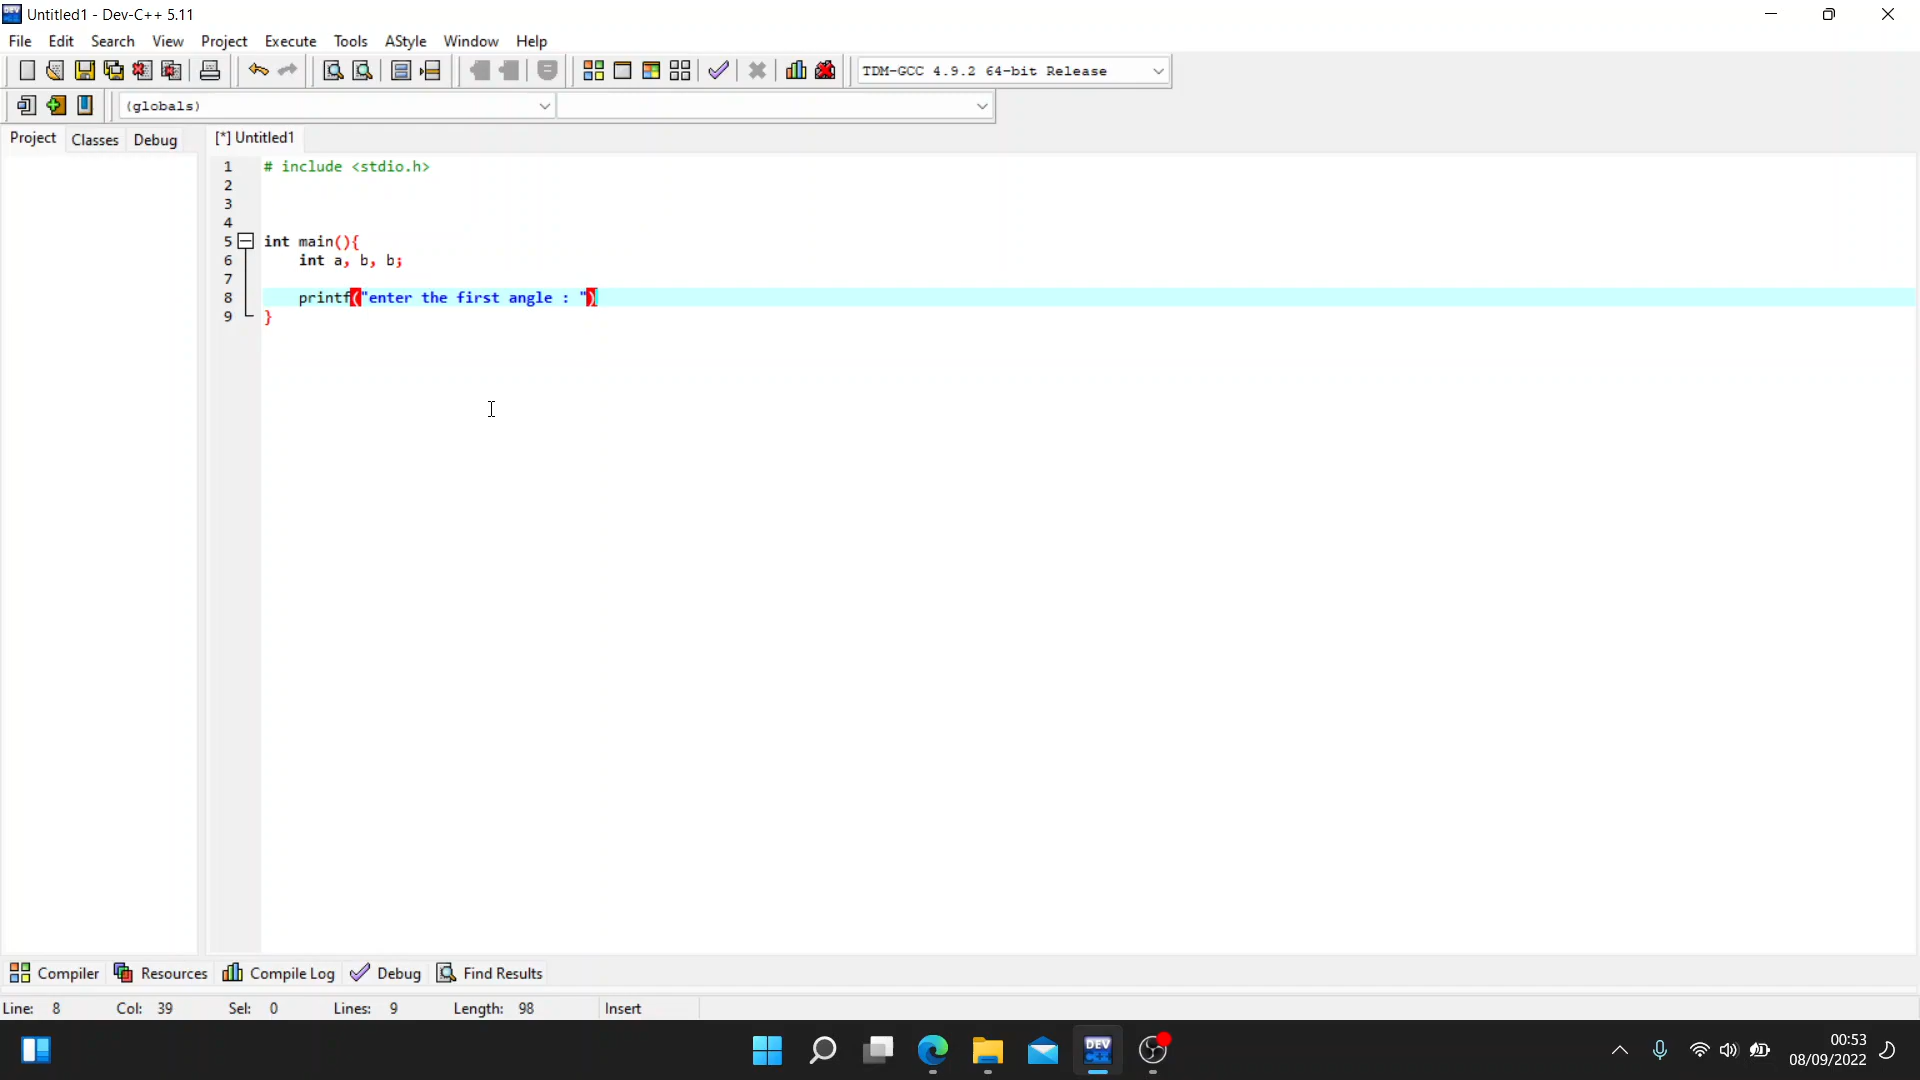 Untitled1 - Dev-C++ 5.11
File Edit Search View Project Execute Tools AStyle Window Help
TDM-GCC 4.9.2 64-bit Release
(globals)
Project Classes Debug [*] Untitled1
1 # include <stdio.h>
2
3
4
5 int main(){
6 int a, b, b;
7
8 printf("enter the first angle : ")
9 }
Compiler Resources Compile Log Debug Find Results
Line: 8 Col: 39 Sel: 0 Lines: 9 Length: 98 Insert
DEV C++
00:53
08/09/2022